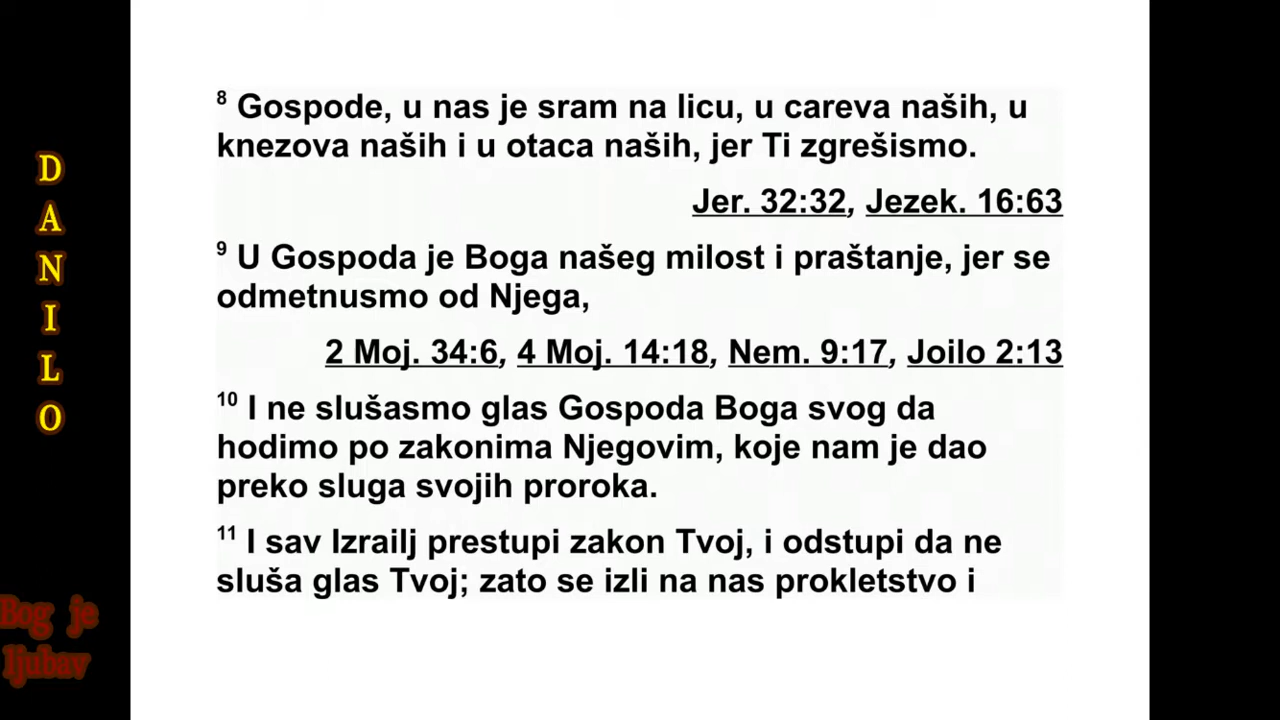 DANILO
Bog je
ljubav
8 Gospode, u nas je sram na licu, u careva naših, u
knezova naših i u otaca naših, jer Ti zgrešismo.
Jer. 32:32, Jezek. 16:63
9 U Gospoda je Boga našeg milost i praštanje, jer se
odmetnusmo od Njega,
2 Moj. 34:6, 4 Moj. 14:18, Nem. 9:17, Joilo 2:13
10 I ne slušasmo glas Gospoda Boga svog da
hodimo po zakonima Njegovim, koje nam je dao
preko sluga svojih proroka.
11 I sav Izrailj prestupi zakon Tvoj, i odstupi da ne
sluša glas Tvoj; zato se izli na nas prokletstvo i